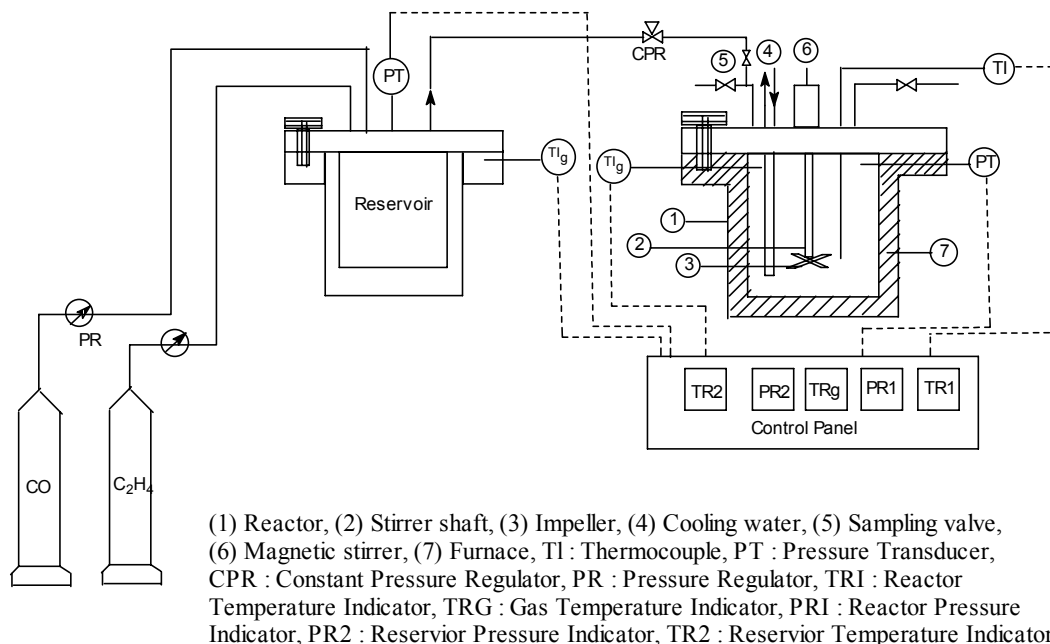 PT
CPR
5
4
6
TI
TIg
TIg
PT
Reservoir
1
2
3
7
PR
TR2
PR2
TRg
PR1
TR1
Control Panel
CO
C2H4
(1) Reactor, (2) Stirrer shaft, (3) Impeller, (4) Cooling water, (5) Sampling valve,
(6) Magnetic stirrer, (7) Furnace, Tl : Thermocouple, PT : Pressure Transducer,
CPR : Constant Pressure Regulator, PR : Pressure Regulator, TRI : Reactor
Temperature Indicator, TRG : Gas Temperature Indicator, PRI : Reactor Pressure
Indicator, PR2 : Reservior Pressure Indicator, TR2 : Reservior Temperature Indicator